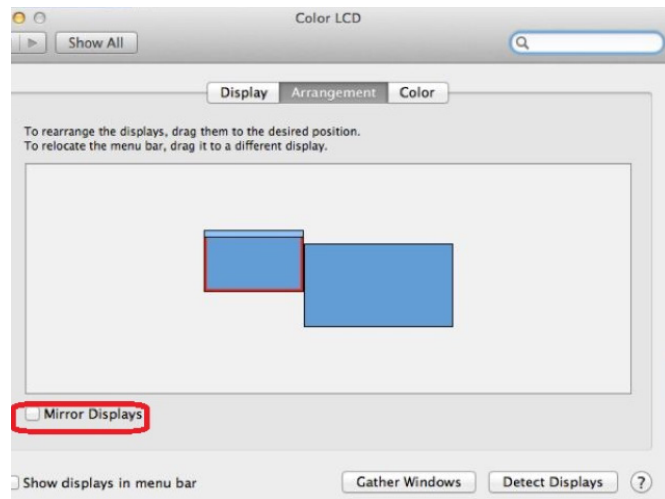 Color LCD
Show All
Display Arrangement Color
To rearrange the displays, drag them to the desired position.
To relocate the menu bar, drag it to a different display.
Mirror Displays
Show displays in menu bar Gather Windows Detect Displays ?